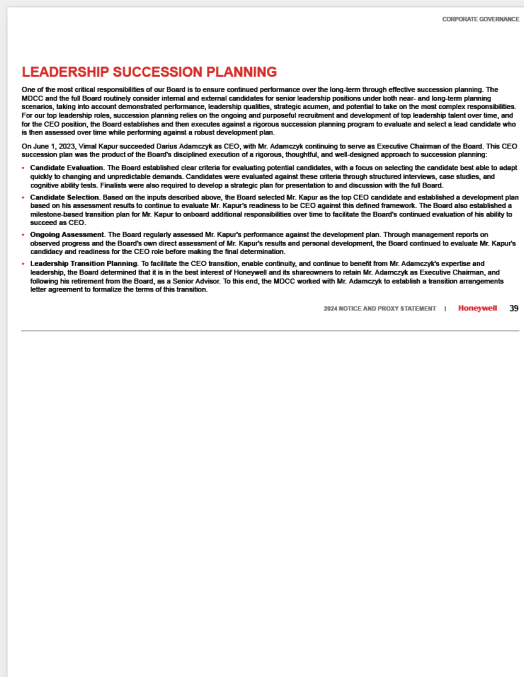 CORPORATE GOVERNANCE
LEADERSHIP SUCCESSION PLANNING
One of the most critical responsibilities of our Board is to ensure continued performance over the long-term through effective succession planning. The
MDCC and the full Board routinely consider internal and external candidates for senior leadership positions under both near- and long-term planning
scenarios, taking into account demonstrated performance, leadership qualities, strategic acumen, and potential to take on the most complex responsibilities.
For our top leadership roles, succession planning relies on the ongoing and purposeful recruitment and development of top leadership talent over time, and
for the CEO position, the Board establishes and then executes against a rigorous succession planning program to evaluate and select a lead candidate who
is then assessed over time while performing against a robust development plan.
On June 1, 2023, Vimal Kapur succeeded Darius Adamczyk as CEO, with Mr. Adamczyk continuing to serve as Executive Chairman of the Board. This CEO
succession plan was the product of the Board's disciplined execution of a rigorous, thoughtful, and well-designed approach to succession planning:
• Candidate Evaluation. The Board established clear criteria for evaluating potential candidates, with a focus on selecting the candidate best able to adapt
quickly to changing and unpredictable demands. Candidates were evaluated against these criteria through structured interviews, case studies, and
cognitive ability tests. Finalists were also required to develop a strategic plan for presentation to and discussion with the full Board.
• Candidate Selection. Based on the inputs described above, the Board selected Mr. Kapur as the top CEO candidate and established a development plan
based on his assessment results to continue to evaluate Mr. Kapur's readiness to be CEO against this defined framework. The Board also established a
milestone-based transition plan for Mr. Kapur to onboard additional responsibilities over time to facilitate the Board's continued evaluation of his ability to
succeed as CEO.
• Ongoing Assessment. The Board regularly assessed Mr. Kapur's performance against the development plan. Through management reports on
observed progress and the Board's own direct assessment of Mr. Kapur's results and personal development, the Board continued to evaluate Mr. Kapur's
candidacy and readiness for the CEO role before making the final determination.
• Leadership Transition Planning. To facilitate the CEO transition, enable continuity, and continue to benefit from Mr. Adamczyk's expertise and
leadership, the Board determined that it is in the best interest of Honeywell and its shareowners to retain Mr. Adamczyk as Executive Chairman, and
following his retirement from the Board, as a Senior Advisor. To this end, the MDCC worked with Mr. Adamczyk to establish a transition arrangements
letter agreement to formalize the terms of this transition.
2024 NOTICE AND PROXY STATEMENT | Honeywell 39